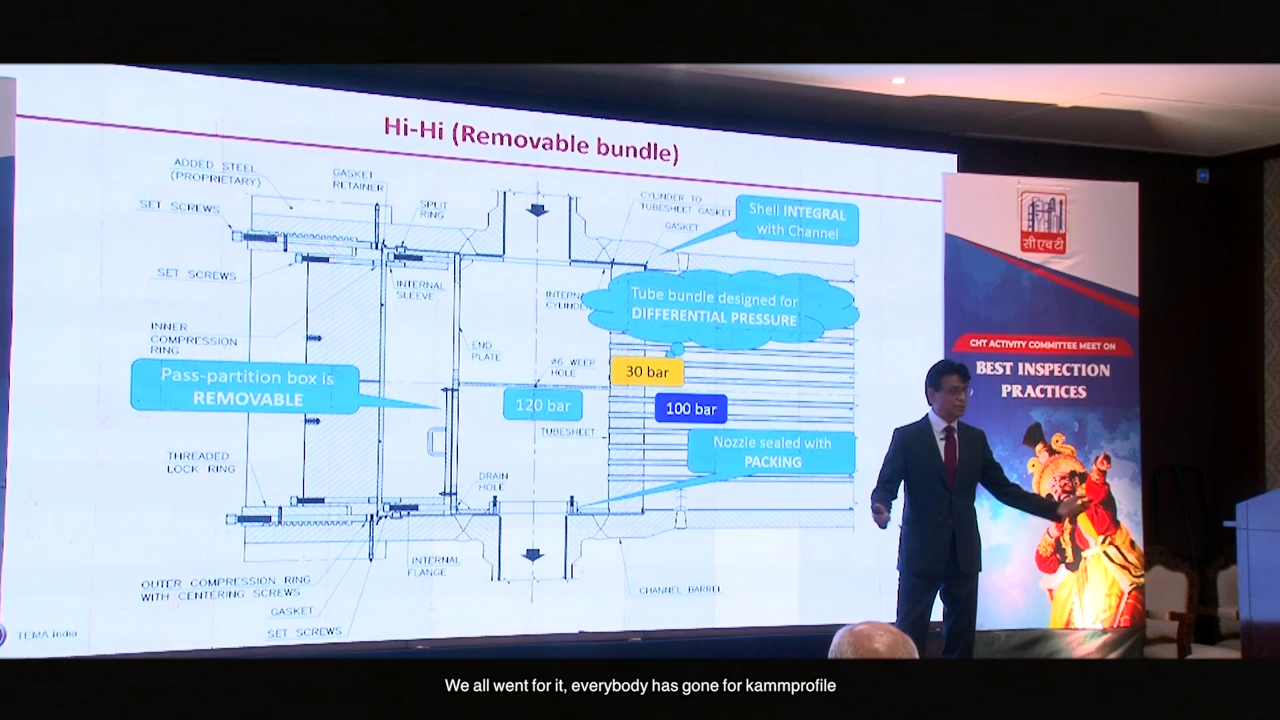 Hi-Hi (Removable bundle)
ADDED STEEL
(PROPRIETARY)
GASKET
RETAINER
SET SCREWS
SPLIT
RING
CYLINDER TO
TUBESHEET GASKET
GASKET
Shell INTEGRAL
with Channel
SET SCREWS
INTERNAL
SLEEVE
Tube bundle designed for
DIFFERENTIAL PRESSURE
INNER
COMPRESSION
RING
END
PLATE
Ø6 WEEP
HOLE
30 bar
Pass-partition box is
REMOVABLE
120 bar
100 bar
TUBESHEET
Nozzle sealed with
PACKING
THREADED
LOCK RING
DRAIN
HOLE
INTERNAL
FLANGE
OUTER COMPRESSION RING
WITH CENTERING SCREWS
CHANNEL BARREL
GASKET
SET SCREWS
TEMA India
सीएचटी
CHT ACTIVITY COMMITTEE MEET ON
BEST INSPECTION
PRACTICES
We all went for it, everybody has gone for kammprofile